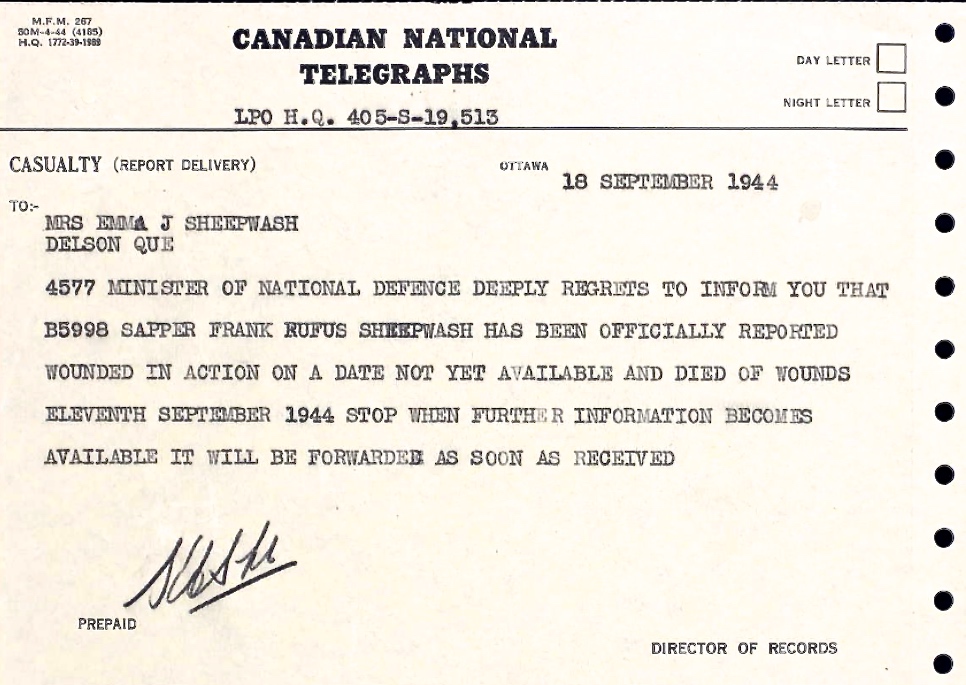 M.F.M. 267
50M-4-44 (4185)
H.Q. 1772-39-1989
CANADIAN NATIONAL
TELEGRAPHS
LPO H.Q. 405-S-19,513
DAY LETTER
NIGHT LETTER
CASUALTY (REPORT DELIVERY)
OTTAWA
18 SEPTEMBER 1944
TO:-
MRS EMMA J SHEEPWASH
DELSON QUE
4577 MINISTER OF NATIONAL DEFENCE DEEPLY REGRETS TO INFORM YOU THAT
B5998 SAPPER FRANK RUFUS SHEEPWASH HAS BEEN OFFICIALLY REPORTED
WOUNDED IN ACTION ON A DATE NOT YET AVAILABLE AND DIED OF WOUNDS
ELEVENTH SEPTEMBER 1944 STOP WHEN FURTHER INFORMATION BECOMES
AVAILABLE IT WILL BE FORWARDED AS SOON AS RECEIVED
PREPAID
DIRECTOR OF RECORDS